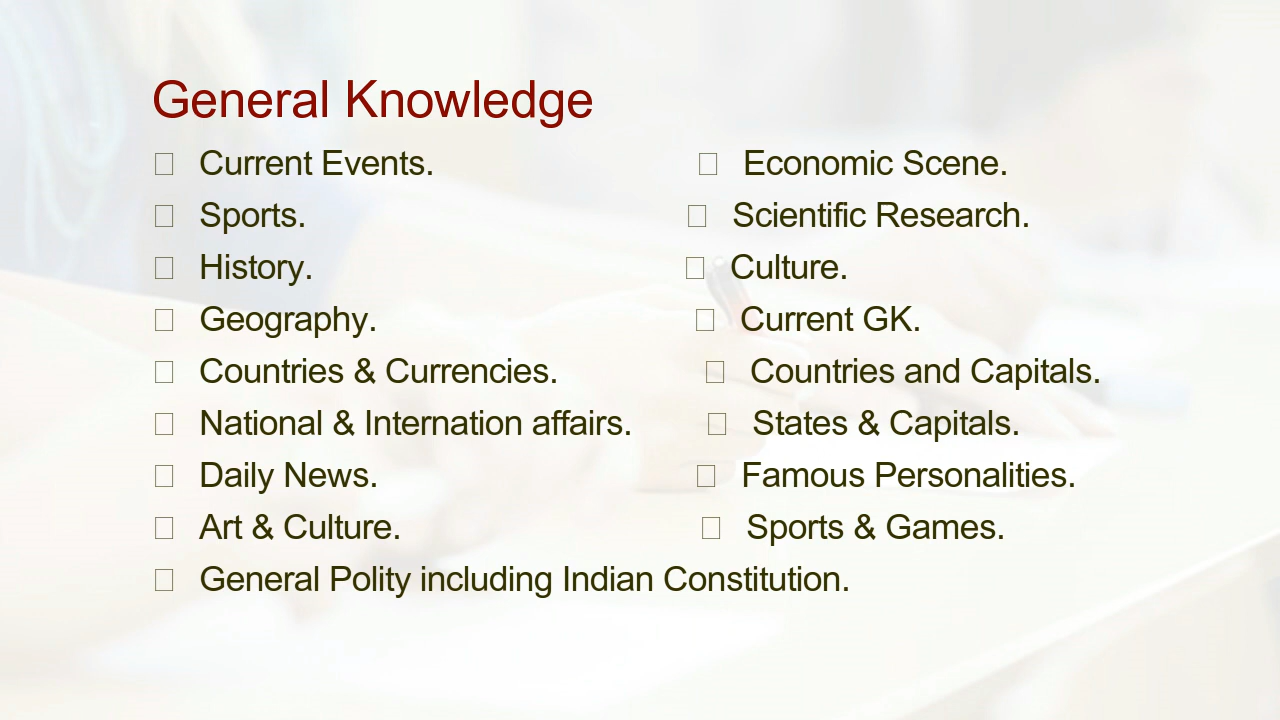 General Knowledge
Current Events. Economic Scene.
Sports. Scientific Research.
History. Culture.
Geography. Current GK.
Countries & Currencies. Countries and Capitals.
National & Internation affairs. States & Capitals.
Daily News. Famous Personalities.
Art & Culture. Sports & Games.
General Polity including Indian Constitution.